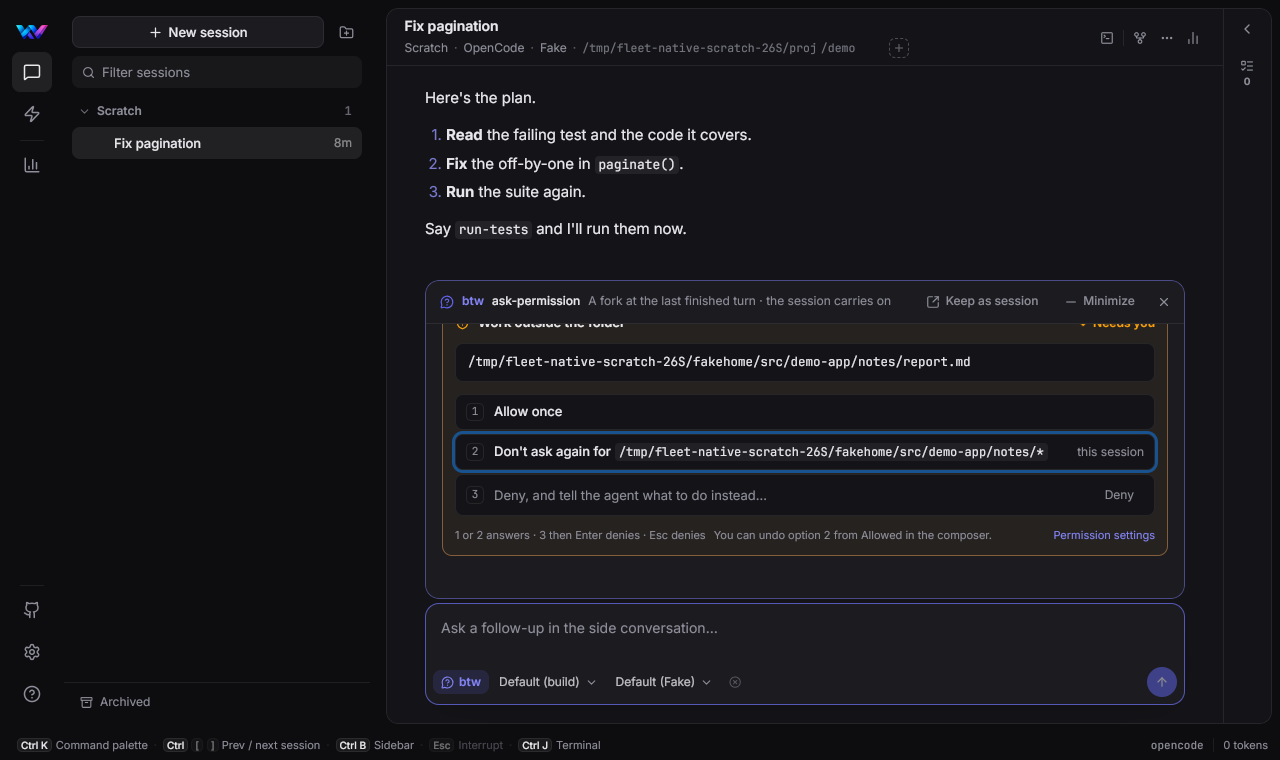 New session
Filter sessions
Scratch 1
Fix pagination 8m
Archived
Fix pagination
Scratch · OpenCode · Fake · /tmp/fleet-native-scratch-26S/proj/demo
0
Here's the plan.
1. Read the failing test and the code it covers.
2. Fix the off-by-one in paginate().
3. Run the suite again.
Say run-tests and I'll run them now.
btw ask-permission A fork at the last finished turn · the session carries on Keep as session Minimize
Work outside the folder Needs you
/tmp/fleet-native-scratch-26S/fakehome/src/demo-app/notes/report.md
1 Allow once
2 Don't ask again for /tmp/fleet-native-scratch-26S/fakehome/src/demo-app/notes/* this session
3 Deny, and tell the agent what to do instead... Deny
1 or 2 answers · 3 then Enter denies · Esc denies You can undo option 2 from Allowed in the composer. Permission settings
Ask a follow-up in the side conversation...
btw Default (build) Default (Fake)
Ctrl K Command palette · Ctrl [ ] Prev / next session · Ctrl B Sidebar · Esc Interrupt · Ctrl J Terminal opencode 0 tokens